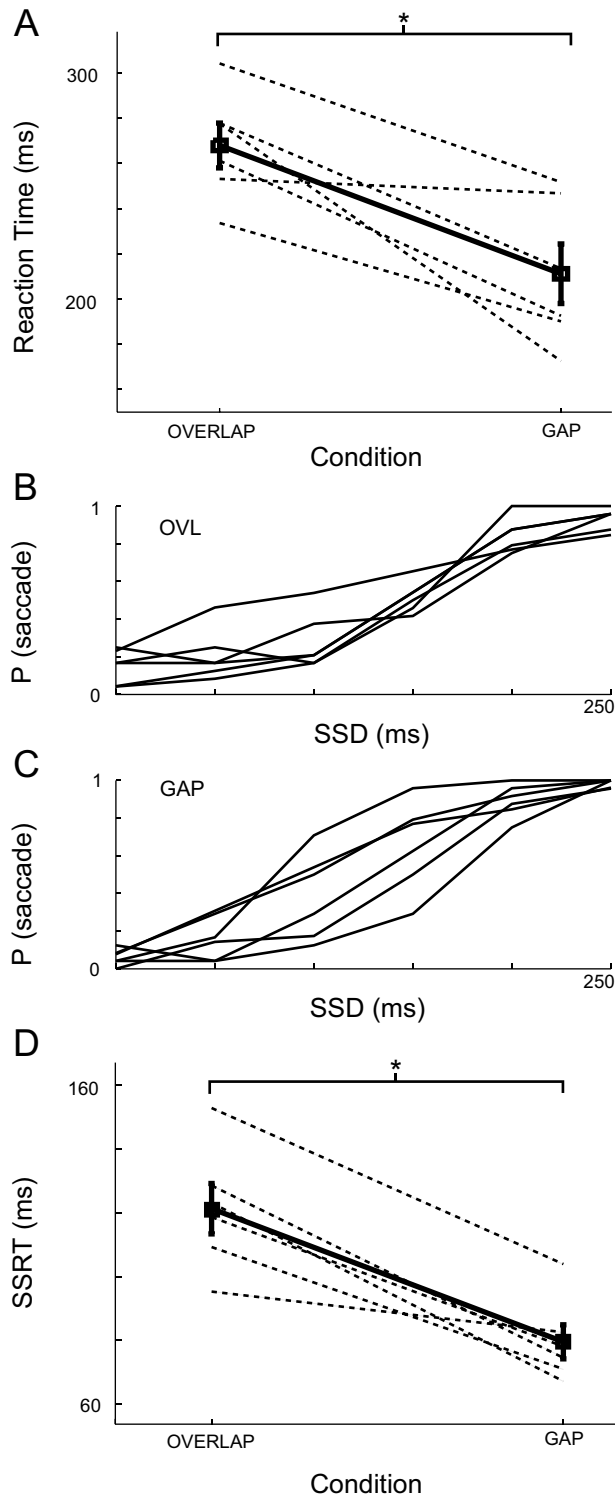 A
*
Reaction Time (ms)
300
200
OVERLAP GAP
Condition
B
OVL
P (saccade)
1
0
250
SSD (ms)
C
GAP
P (saccade)
1
0
250
SSD (ms)
D
*
SSRT (ms)
160
60
OVERLAP GAP
Condition